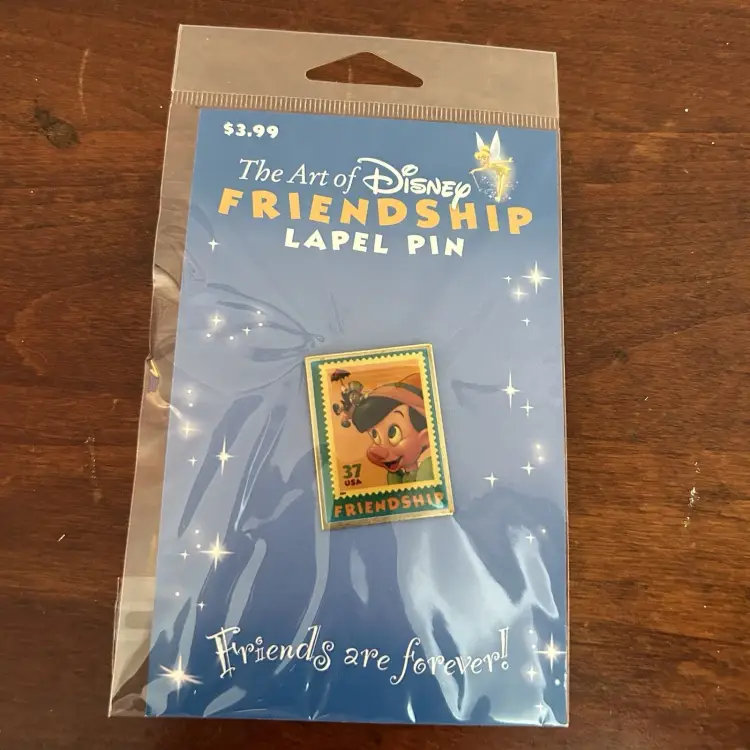 $3.99
The Art of Disney
FRIENDSHIP
LAPEL PIN
37
USA
FRIENDSHIP
Friends are forever!